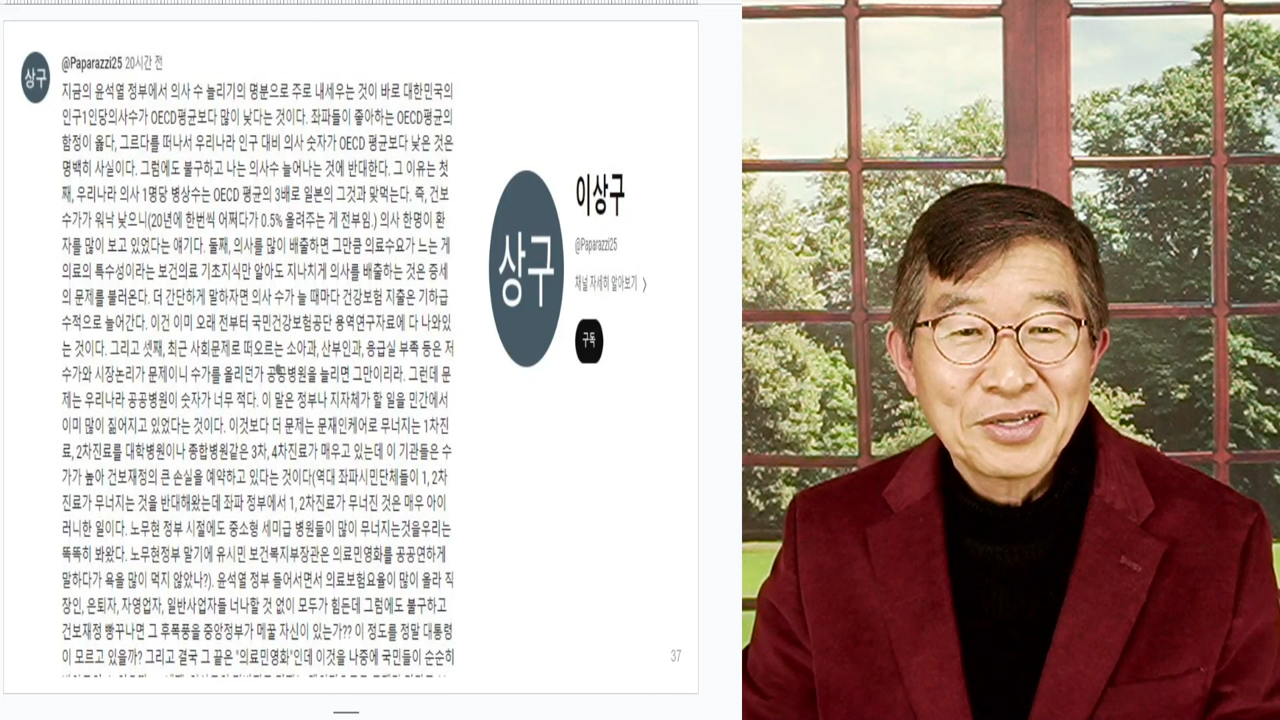 상구
@Paparazzi25 20시간 전
지금의 윤석열 정부에서 의사 수 늘리기의 명분으로 주로 내세우는 것이 바로 대한민국의
인구1인당의사수가 OECD평균보다 많이 낮다는 것이다. 좌파들이 좋아하는 OECD평균의
함정이 옳다, 그르다를 떠나서 우리나라 인구 대비 의사 숫자가 OECD 평균보다 낮은 것은
명백히 사실이다. 그럼에도 불구하고 나는 의사수 늘어나는 것에 반대한다. 그 이유는 첫
째, 우리나라 의사 1명당 병상수는 OECD 평균의 3배로 일본의 그것과 맞먹는다. 즉, 건보
수가가 워낙 낮으니(20년에 한번씩 어쩌다가 0.5% 올려주는 게 전부임.) 의사 한명이 환
자를 많이 보고 있었다는 얘기다. 둘째, 의사를 많이 배출하면 그만큼 의료수요가 느는 게
의료의 특수성이라는 보건의료 기초지식만 알아도 지나치게 의사를 배출하는 것은 증세
의 문제를 불러온다. 더 간단하게 말하자면 의사 수가 늘 때마다 건강보험 지출은 기하급
수적으로 늘어간다. 이건 이미 오래 전부터 국민건강보험공단 용역연구자료에 다 나와있
는 것이다. 그리고 셋째, 최근 사회문제로 떠오르는 소아과, 산부인과, 응급실 부족 등은 저
수가와 시장논리가 문제이니 수가를 올리던가 공공병원을 늘리면 그만이리라. 그런데 문
제는 우리나라 공공병원이 숫자가 너무 적다. 이 말은 정부나 지자체가 할 일을 민간에서
이미 많이 짊어지고 있었다는 것이다. 이것보다 더 문제는 문재인케어로 무너지는 1차진
료, 2차진료를 대학병원이나 종합병원같은 3차, 4차진료가 매우고 있는데 이 기관들은 수
가가 높아 건보재정의 큰 손실을 예약하고 있다는 것이다(역대 좌파시민단체들이 1, 2차
진료가 무너지는 것을 반대해왔는데 좌파 정부에서 1, 2차진료가 무너진 것은 매우 아이
러니한 일이다. 노무현 정부 시절에도 중소형 세미급 병원들이 많이 무너지는것을우리는
똑똑히 봐왔다. 노무현정부 말기에 유시민 보건복지부장관은 의료민영화를 공공연하게
말하다가 욕을 많이 먹지 않았나?). 윤석열 정부 들어서면서 의료보험요율이 많이 올라 직
장인, 은퇴자, 자영업자, 일반사업자들 너나할 것 없이 모두가 힘든데 그럼에도 불구하고
건보재정 빵꾸나면 그 후폭풍을 중앙정부가 메꿀 자신이 있는가?? 이 정도를 정말 대통령
이 모르고 있을까? 그리고 결국 그 끝은 "의료민영화"인데 이것을 나중에 국민들이 순순히
상구
이상구
@Paparazzi25
채널 자세히 알아보기 〉
구독
37